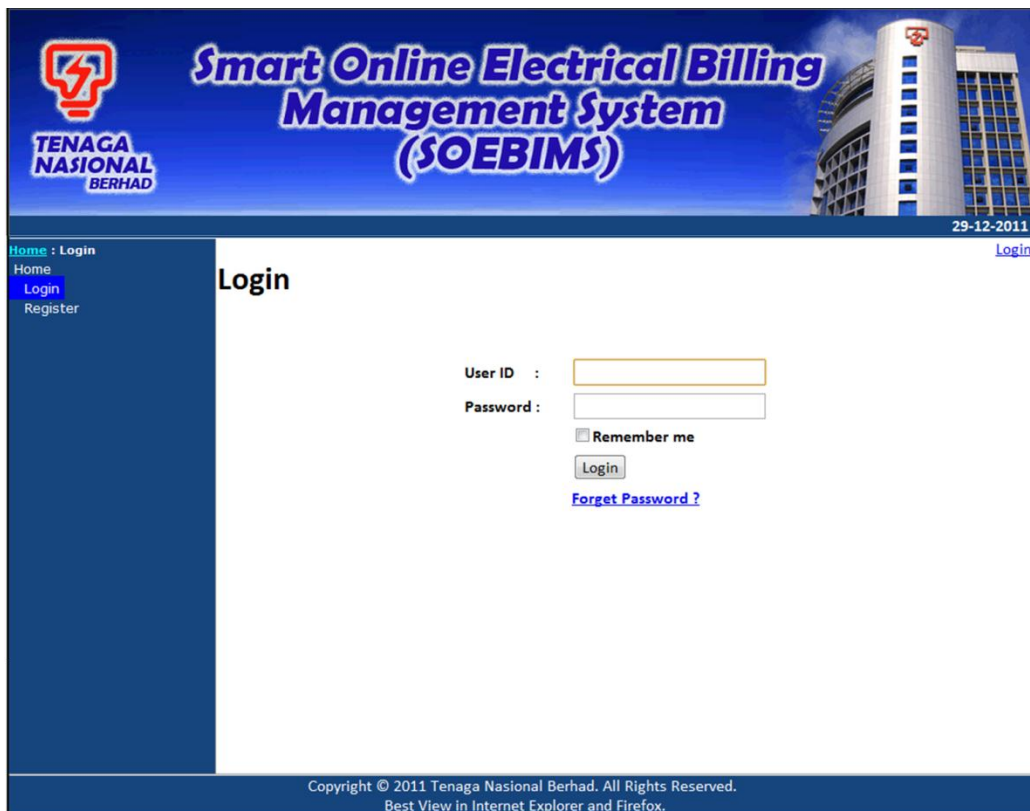 TENAGA
NASIONAL
BERHAD
Smart Online Electrical Billing
Management System
(SOEBIMS)
29-12-2011
Home : Login
Login
Home
Login
Register
Login
User ID :
Password :
Remember me
Login
Forget Password ?
Copyright © 2011 Tenaga Nasional Berhad. All Rights Reserved.
Best View in Internet Explorer and Firefox.